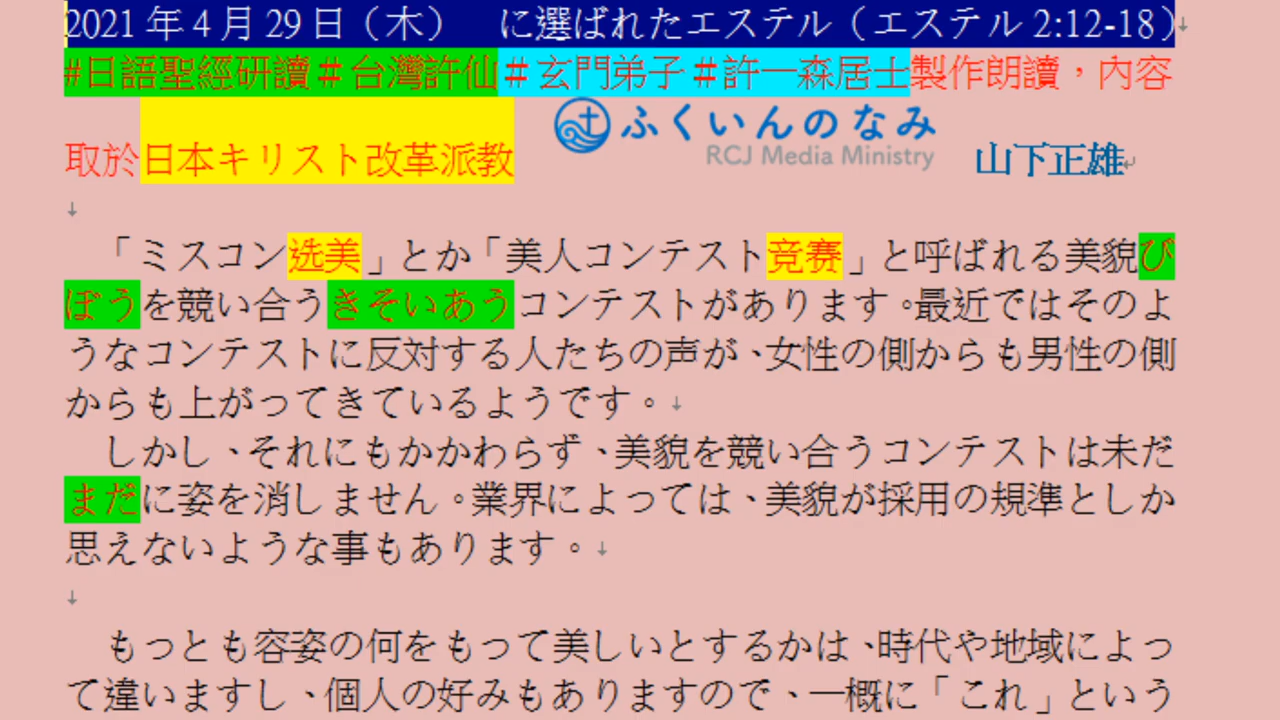 2021 年 4 月 29 日（木）　に選ばれたエステル（エステル 2:12-18）
#日語聖經研讀＃台灣許仙＃玄門弟子＃許一森居士製作朗讀，內容
取於日本キリスト改革派教 ふくいんのなみ
RCJ Media Ministry 山下正雄
「ミスコン选美」とか「美人コンテスト竞赛」と呼ばれる美貌び
ぼうを競い合うきそいあうコンテストがあります。最近ではそのよ
うなコンテストに反対する人たちの声が、女性の側からも男性の側
からも上がってきているようです。
しかし、それにもかかわらず、美貌を競い合うコンテストは未だ
まだに姿を消しません。業界によっては、美貌が採用の規準としか
思えないような事もあります。
もっとも容姿の何をもって美しいとするかは、時代や地域によっ
て違いますし、個人の好みもありますので、一概に「これ」という